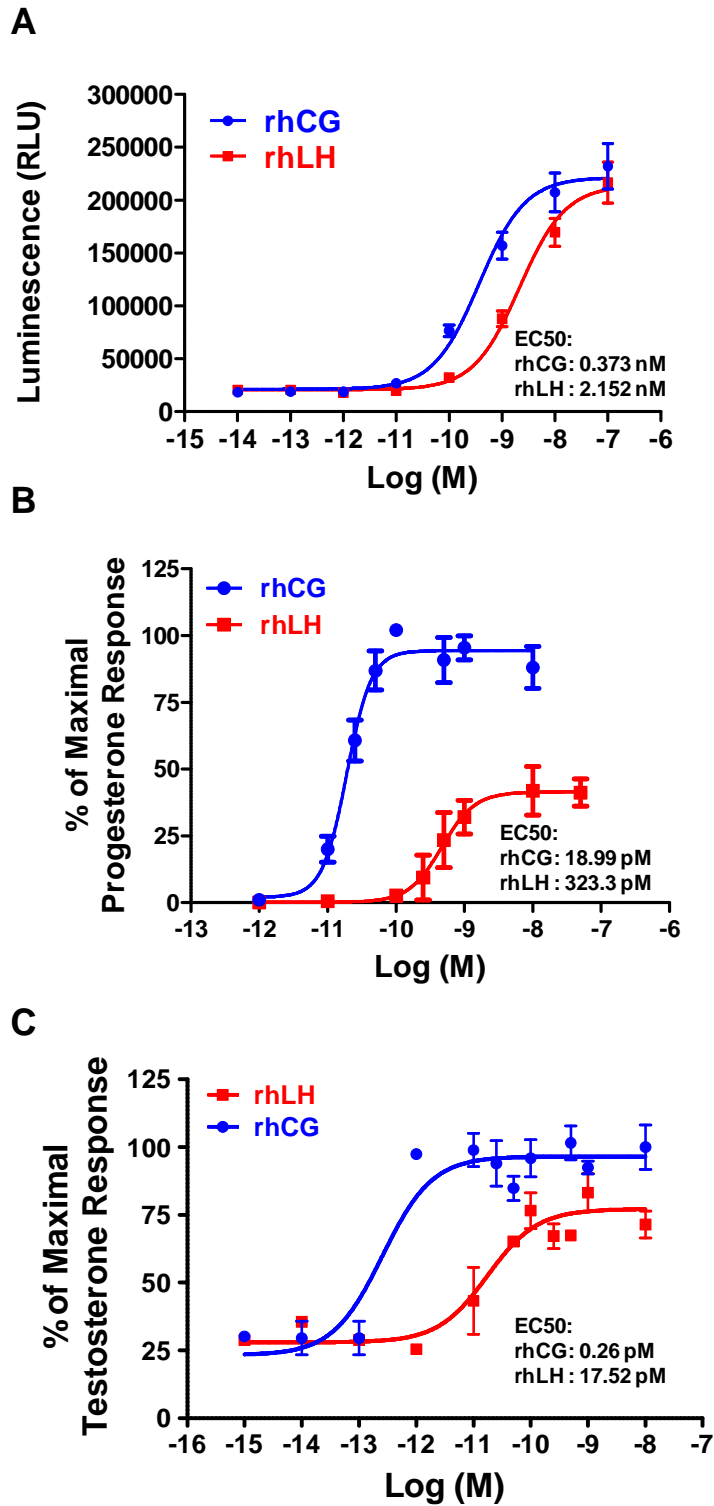 A
Luminescence (RLU)
300000
250000
200000
150000
100000
50000
0
rhCG
rhLH
EC50:
rhCG: 0.373 nM
rhLH : 2.152 nM
-15 -14 -13 -12 -11 -10 -9 -8 -7 -6
Log (M)
B
% of Maximal
Progesterone Response
125
100
75
50
25
0
rhCG
rhLH
EC50:
rhCG: 18.99 pM
rhLH : 323.3 pM
-13 -12 -11 -10 -9 -8 -7 -6
Log (M)
C
% of Maximal
Testosterone Response
125
100
75
50
25
0
rhLH
rhCG
EC50:
rhCG: 0.26 pM
rhLH : 17.52 pM
-16 -15 -14 -13 -12 -11 -10 -9 -8 -7
Log (M)